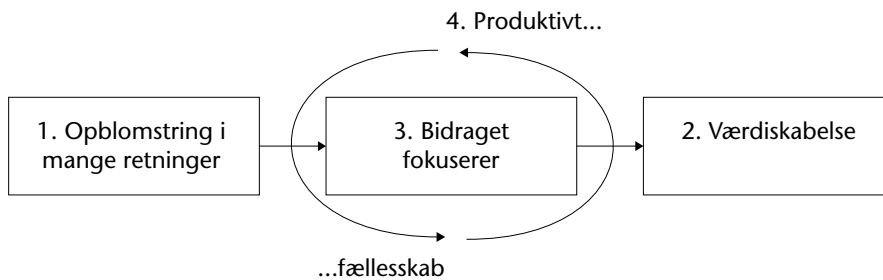 4. Produktivt...
1. Opblomstring i
mange retninger
3. Bidraget
fokuserer
2. Værdiskabelse
...fællesskab